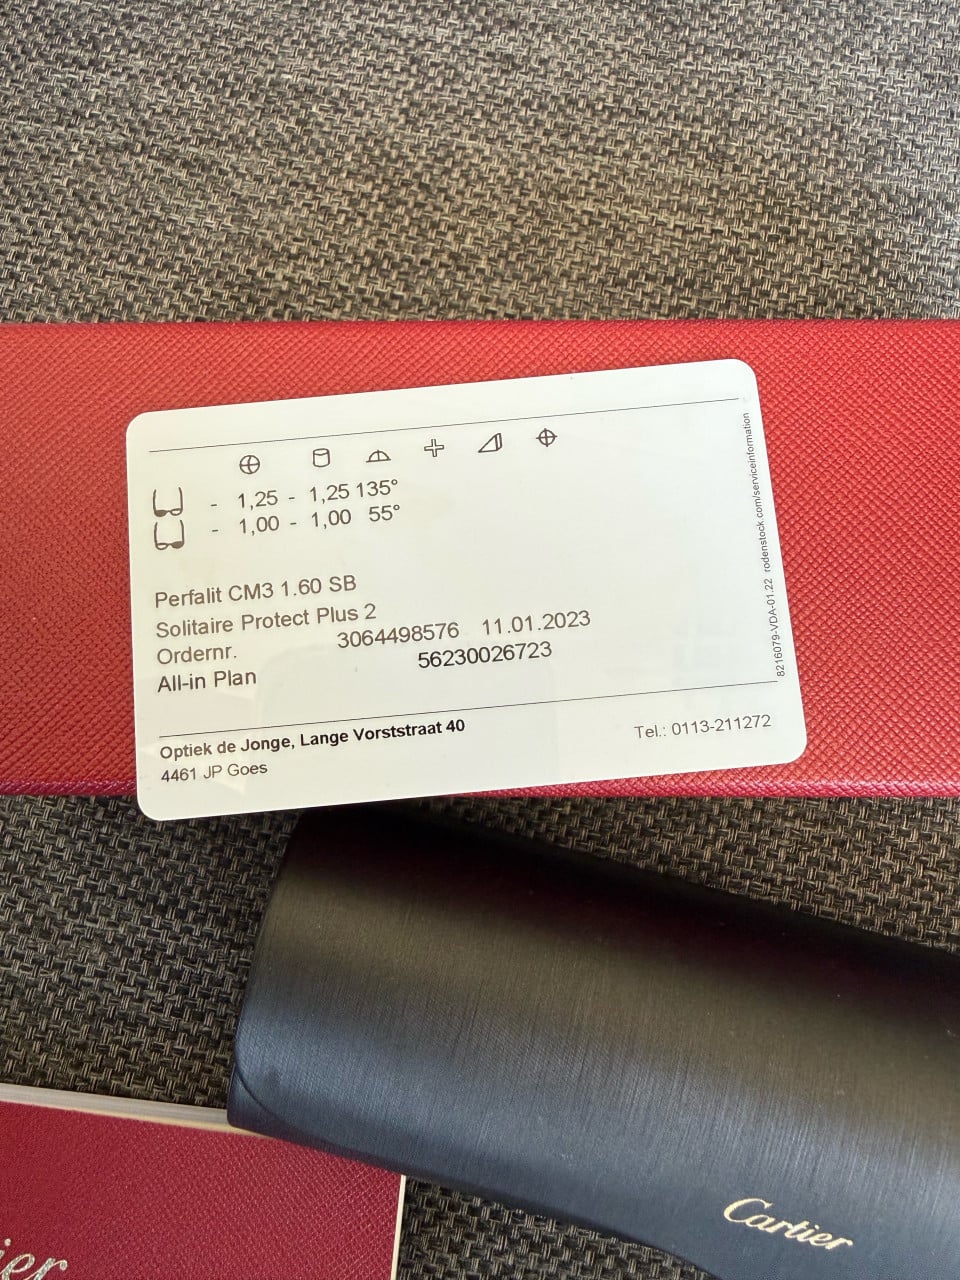 - 1,25 - 1,25 135°
- 1,00 - 1,00 55°
Perfalit CM3 1.60 SB
Solitaire Protect Plus 2
Ordernr. 3064498576 11.01.2023
All-in Plan 56230026723
Optiek de Jonge, Lange Vorststraat 40
4461 JP Goes
Tel.: 0113-211272
8216079-VDA-01.22 rodenstock.com/serviceinformation
Cartier
ier